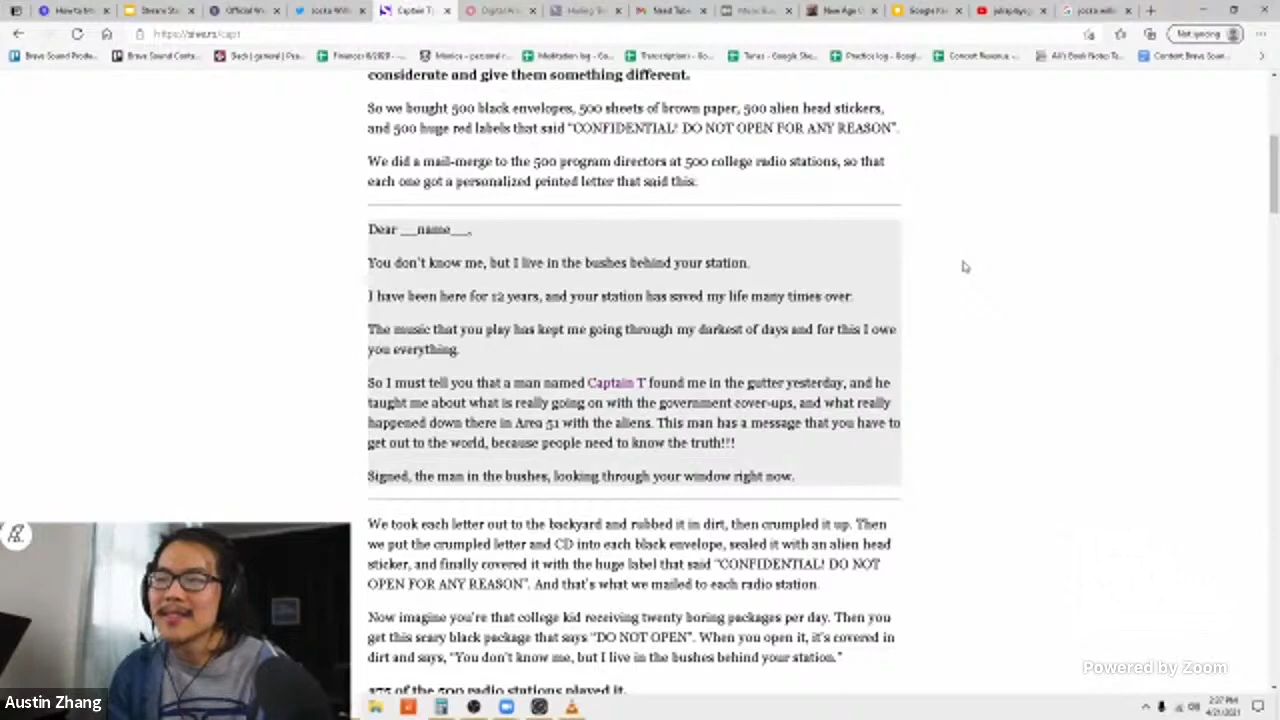 Captain T
Not syncing
considerate and give them something different.
So we bought 500 black envelopes, 500 sheets of brown paper, 500 alien head stickers,
and 500 huge red labels that said “CONFIDENTIAL! DO NOT OPEN FOR ANY REASON”.
We did a mail-merge to the 500 program directors at 500 college radio stations, so that
each one got a personalized printed letter that said this:
Dear __name__,
You don’t know me, but I live in the bushes behind your station.
I have been here for 12 years, and your station has saved my life many times over.
The music that you play has kept me going through my darkest of days and for this I owe
you everything.
So I must tell you that a man named Captain T found me in the gutter yesterday, and he
taught me about what is really going on with the government cover-ups, and what really
happened down there in Area 51 with the aliens. This man has a message that you have to
get out to the world, because people need to know the truth!!!
Signed, the man in the bushes, looking through your window right now.
We took each letter out to the backyard and rubbed it in dirt, then crumpled it up. Then
we put the crumpled letter and CD into each black envelope, sealed it with an alien head
sticker, and finally covered it with the huge label that said “CONFIDENTIAL! DO NOT
OPEN FOR ANY REASON”. And that’s what we mailed to each radio station.
Now imagine you’re that college kid receiving twenty boring packages per day. Then you
get this scary black package that says “DO NOT OPEN”. When you open it, it’s covered in
dirt and says, “You don’t know me, but I live in the bushes behind your station.”
375 of the 500 radio stations played it.
Powered by Zoom
Austin Zhang
2:37 PM
4/21/2021